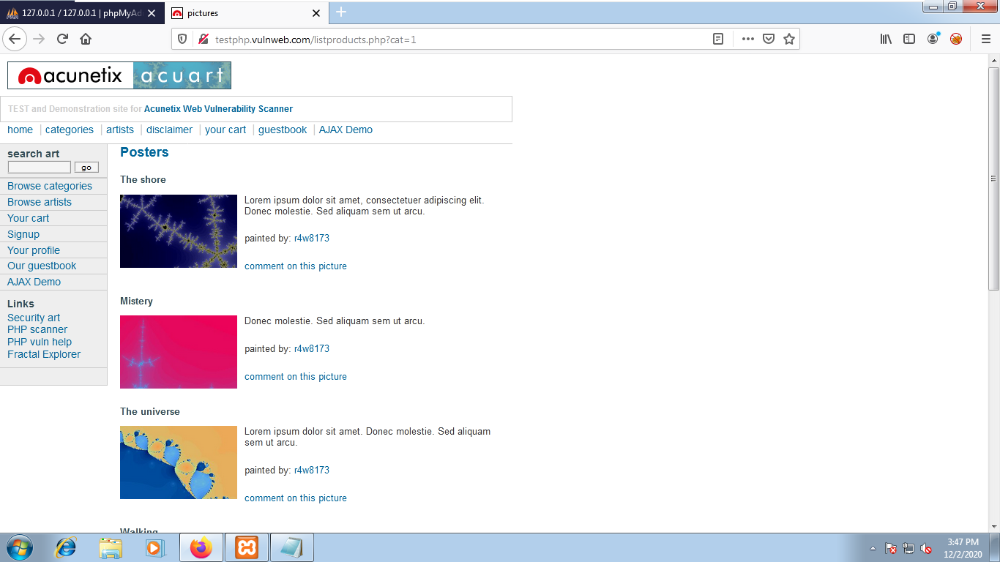 127.0.0.1 / 127.0.0.1 | phpMyAd
pictures
testphp.vulnweb.com/listproducts.php?cat=1
acunetix acuart
TEST and Demonstration site for Acunetix Web Vulnerability Scanner
home | categories | artists | disclaimer | your cart | guestbook | AJAX Demo
search art
go
Browse categories
Browse artists
Your cart
Signup
Your profile
Our guestbook
AJAX Demo
Links
Security art
PHP scanner
PHP vuln help
Fractal Explorer
Posters
The shore
Lorem ipsum dolor sit amet, consectetuer adipiscing elit.
Donec molestie. Sed aliquam sem ut arcu.
painted by: r4w8173
comment on this picture
Mistery
Donec molestie. Sed aliquam sem ut arcu.
painted by: r4w8173
comment on this picture
The universe
Lorem ipsum dolor sit amet. Donec molestie. Sed aliquam
sem ut arcu.
painted by: r4w8173
comment on this picture
Walking
3:47 PM
12/2/2020